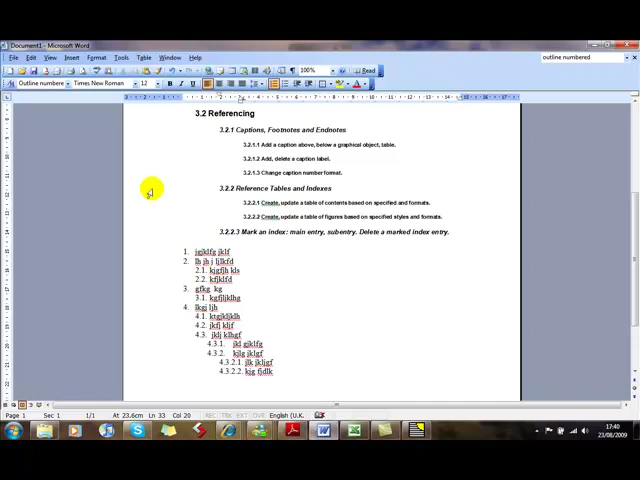 Document1 - Microsoft Word
File Edit View Insert Format Tools Table Window Help
outline numbered
100% Read
Outline numbere Times New Roman 12
3.2 Referencing
3.2.1 Captions, Footnotes and Endnotes
3.2.1.1 Add a caption above, below a graphical object, table.
3.2.1.2 Add, delete a caption label.
3.2.1.3 Change caption number format.
3.2.2 Reference Tables and Indexes
3.2.2.1 Create, update a table of contents based on specified and formats.
3.2.2.2 Create, update a table of figures based on specified styles and formats.
3.2.2.3 Mark an index: main entry, subentry. Delete a marked index entry.
1. jgjklfg jklf
2. lh jh j ljlkfd
2.1. kjgfjh kls
2.2. kfjklfd
3. gfkg kg
3.1. kgfjljklhg
4. lkgj ljh
4.1. ktgjkljklh
4.2. jkfj kljf
4.3. jklj klhgf
4.3.1. jkl gjklfg
4.3.2. kjlg jklgf
4.3.2.1. jlk jkljgf
4.3.2.2. kjg fjdlk
Page 1 Sec 1 1/1 At 23.6cm Ln 33 Col 20 REC TRK EXT OVR English (U.K.
17:40
23/08/2009